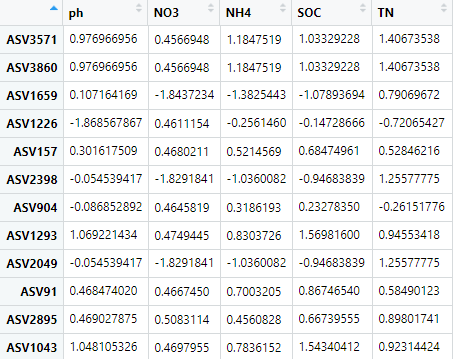 ph NO3 NH4 SOC TN
ASV3571 0.976966956 0.4566948 1.1847519 1.03329228 1.40673538
ASV3860 0.976966956 0.4566948 1.1847519 1.03329228 1.40673538
ASV1659 0.107164169 -1.8437234 -1.3825443 -1.07893694 0.79069672
ASV1226 -1.868567867 0.4611154 -0.2561460 -0.14728666 -0.72065427
ASV157 0.301617509 0.4680211 0.5214569 0.68474961 0.52846216
ASV2398 -0.054539417 -1.8291841 -1.0360082 -0.94683839 1.25577775
ASV904 -0.086852892 0.4645819 0.3186193 0.23278350 -0.26151776
ASV1293 1.069221434 0.4744945 0.8303726 1.56981600 0.94553418
ASV2049 -0.054539417 -1.8291841 -1.0360082 -0.94683839 1.25577775
ASV91 0.468474020 0.4667450 0.7003205 0.86746540 0.58490123
ASV2895 0.469027875 0.5083114 0.4560828 0.66739555 0.89801741
ASV1043 1.048105326 0.4697955 0.7836152 1.54340412 0.92314424